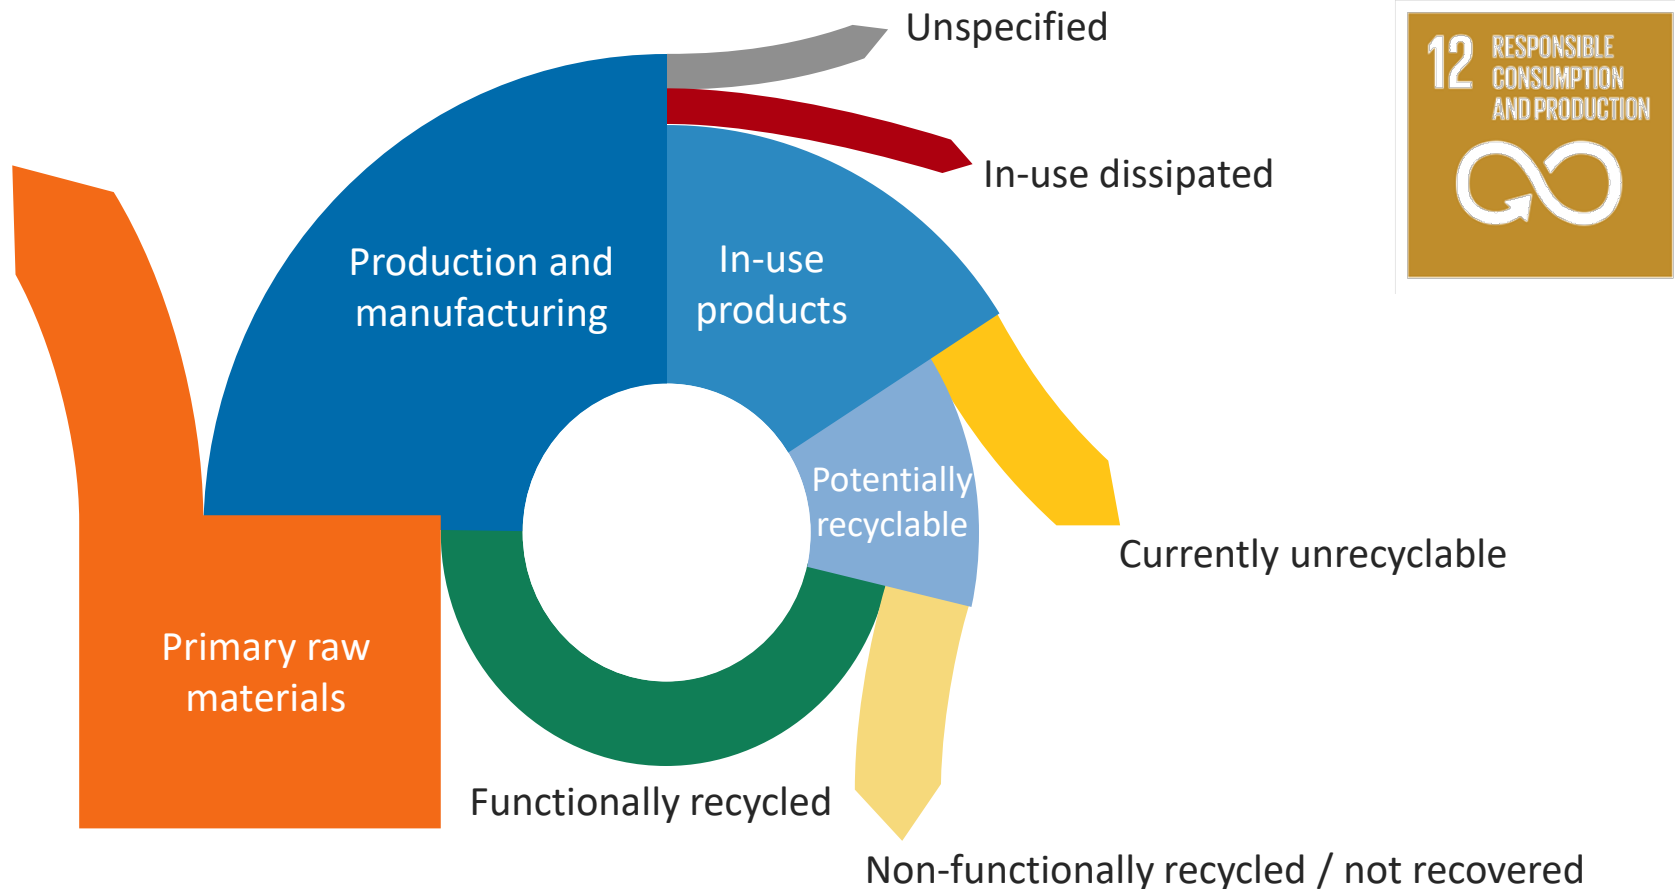 Unspecified
12 RESPONSIBLE
CONSUMPTION
AND PRODUCTION
In-use dissipated
Production and
manufacturing
In-use
products
Potentially
recyclable
Currently unrecyclable
Primary raw
materials
Functionally recycled
Non-functionally recycled / not recovered